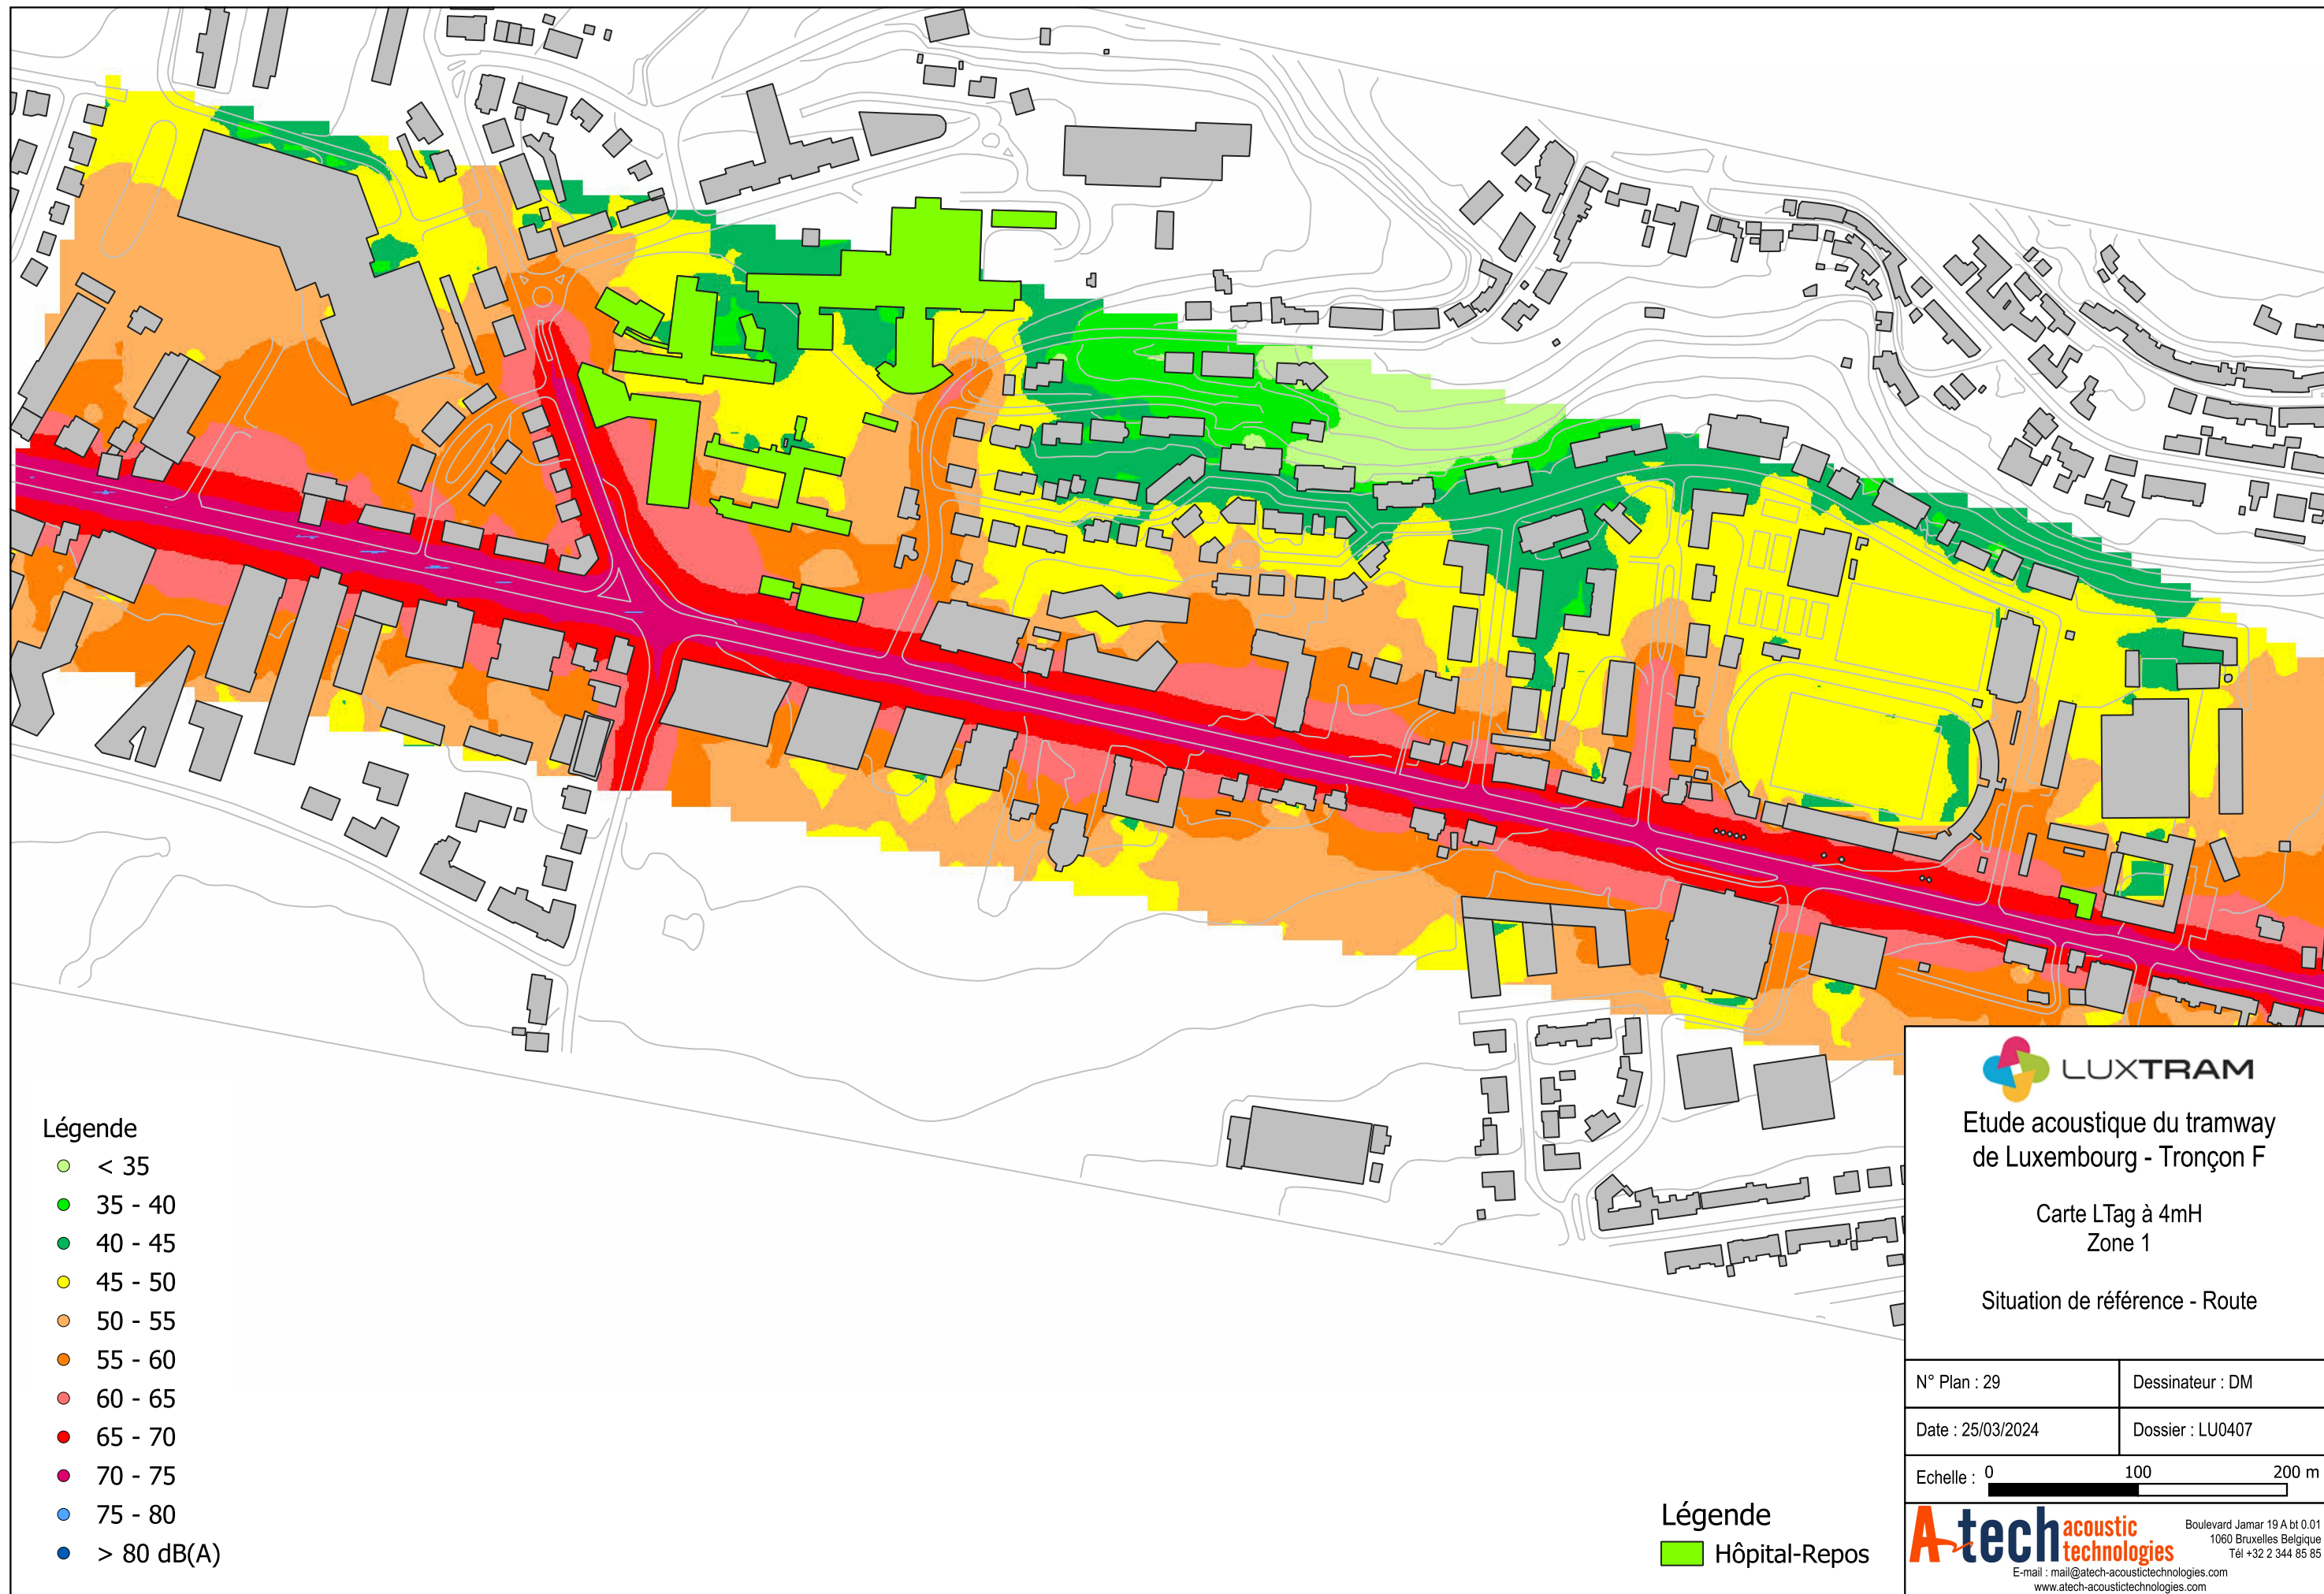 Légende
< 35
35 - 40
40 - 45
45 - 50
50 - 55
55 - 60
60 - 65
65 - 70
70 - 75
75 - 80
> 80 dB(A)
Légende
Hôpital-Repos
LUXTRAM
Etude acoustique du tramway
de Luxembourg - Tronçon F
Carte LTag à 4mH
Zone 1
Situation de référence - Route
N° Plan : 29
Dessinateur : DM
Date : 25/03/2024
Dossier : LU0407
Echelle : 0 100 200 m
A-tech acoustic technologies
Boulevard Jamar 19 A bt 0.01
1060 Bruxelles Belgique
Tél +32 2 344 85 85
E-mail : mail@atech-acoustictechnologies.com
www.atech-acoustictechnologies.com